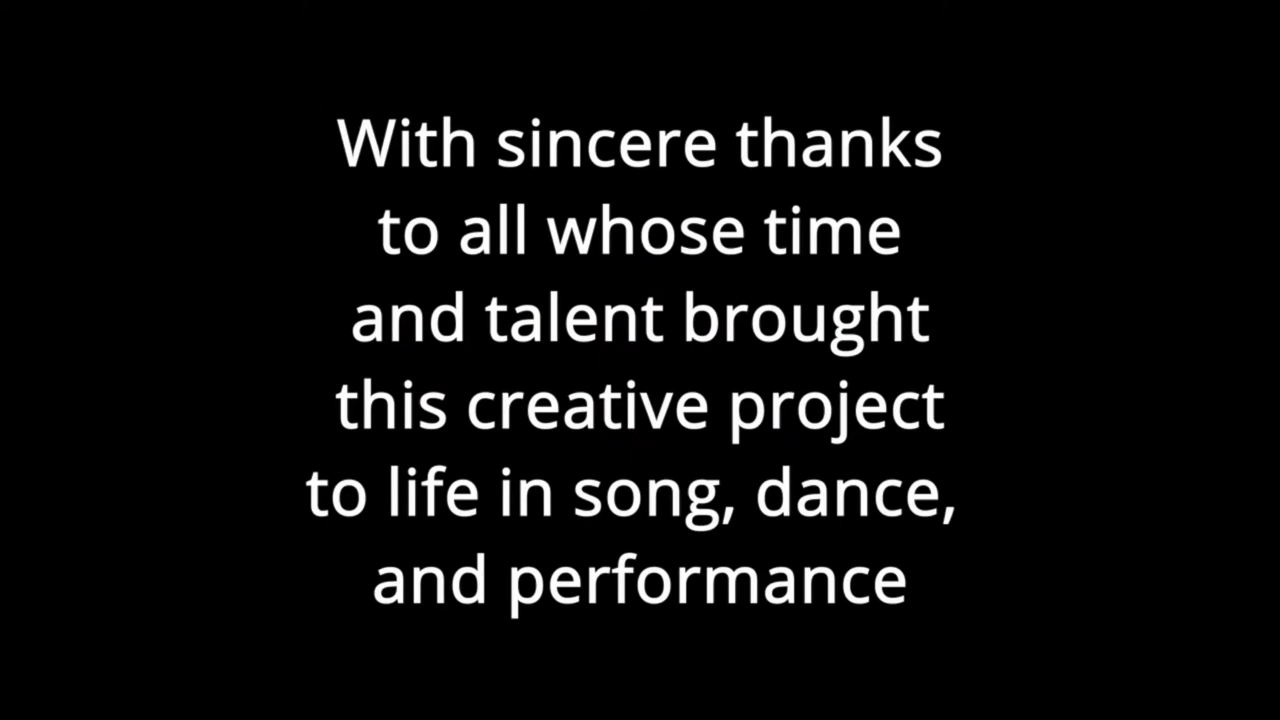 With sincere thanks
to all whose time
and talent brought
this creative project
to life in song, dance,
and performance